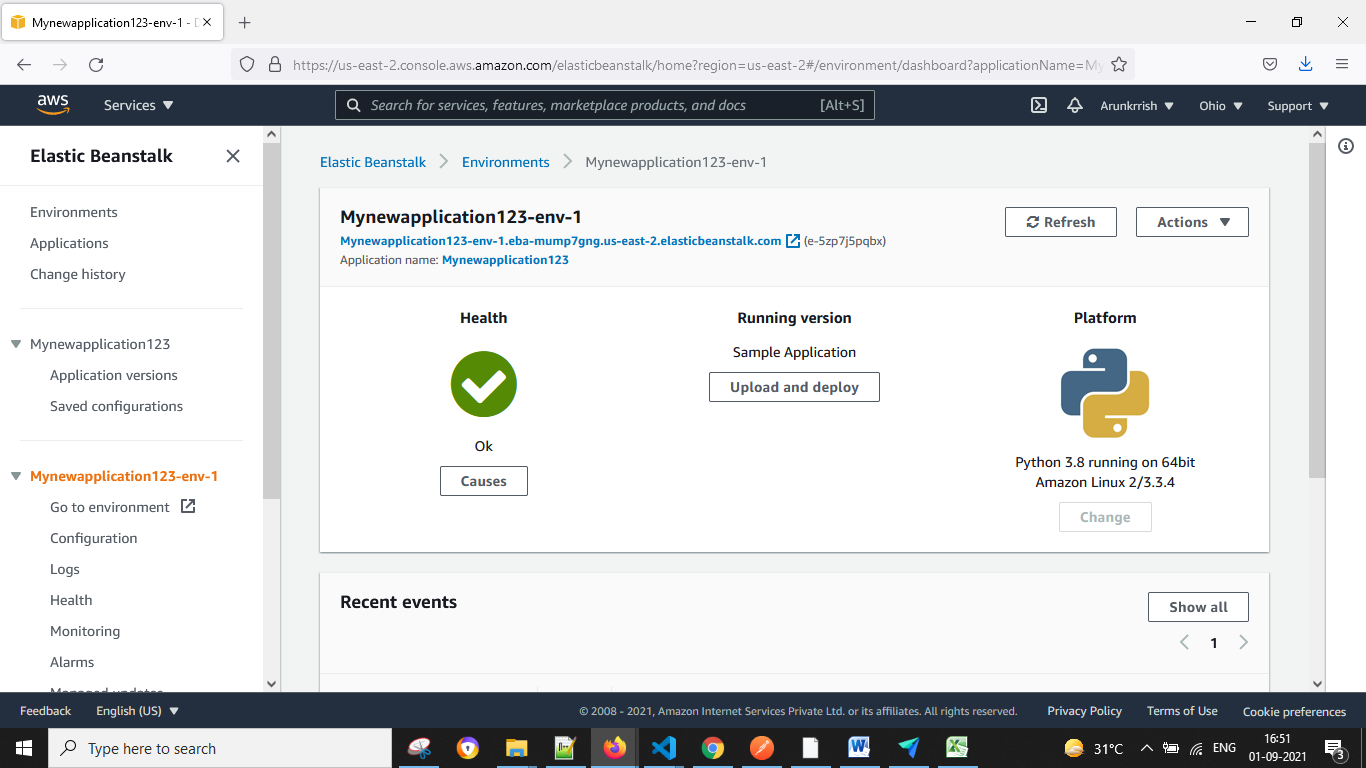 Mynewapplication123-env-1 - 
https://us-east-2.console.aws.amazon.com/elasticbeanstalk/home?region=us-east-2#/environment/dashboard?applicationName=My
aws
Services
Search for services, features, marketplace products, and docs
[Alt+S]
Arunkrrish
Ohio
Support
Elastic Beanstalk
Environments
Applications
Change history
Mynewapplication123
Application versions
Saved configurations
Mynewapplication123-env-1
Go to environment
Configuration
Logs
Health
Monitoring
Alarms
Managed updates
Elastic Beanstalk
Environments
Mynewapplication123-env-1
Mynewapplication123-env-1
Mynewapplication123-env-1.eba-mump7gng.us-east-2.elasticbeanstalk.com (e-5zp7j5pqbx)
Application name: Mynewapplication123
Refresh
Actions
Health
Ok
Causes
Running version
Sample Application
Upload and deploy
Platform
Python 3.8 running on 64bit
Amazon Linux 2/3.3.4
Change
Recent events
Show all
1
Feedback
English (US)
© 2008 - 2021, Amazon Internet Services Private Ltd. or its affiliates. All rights reserved.
Privacy Policy
Terms of Use
Cookie preferences
Type here to search
31°C
ENG
16:51
01-09-2021
3